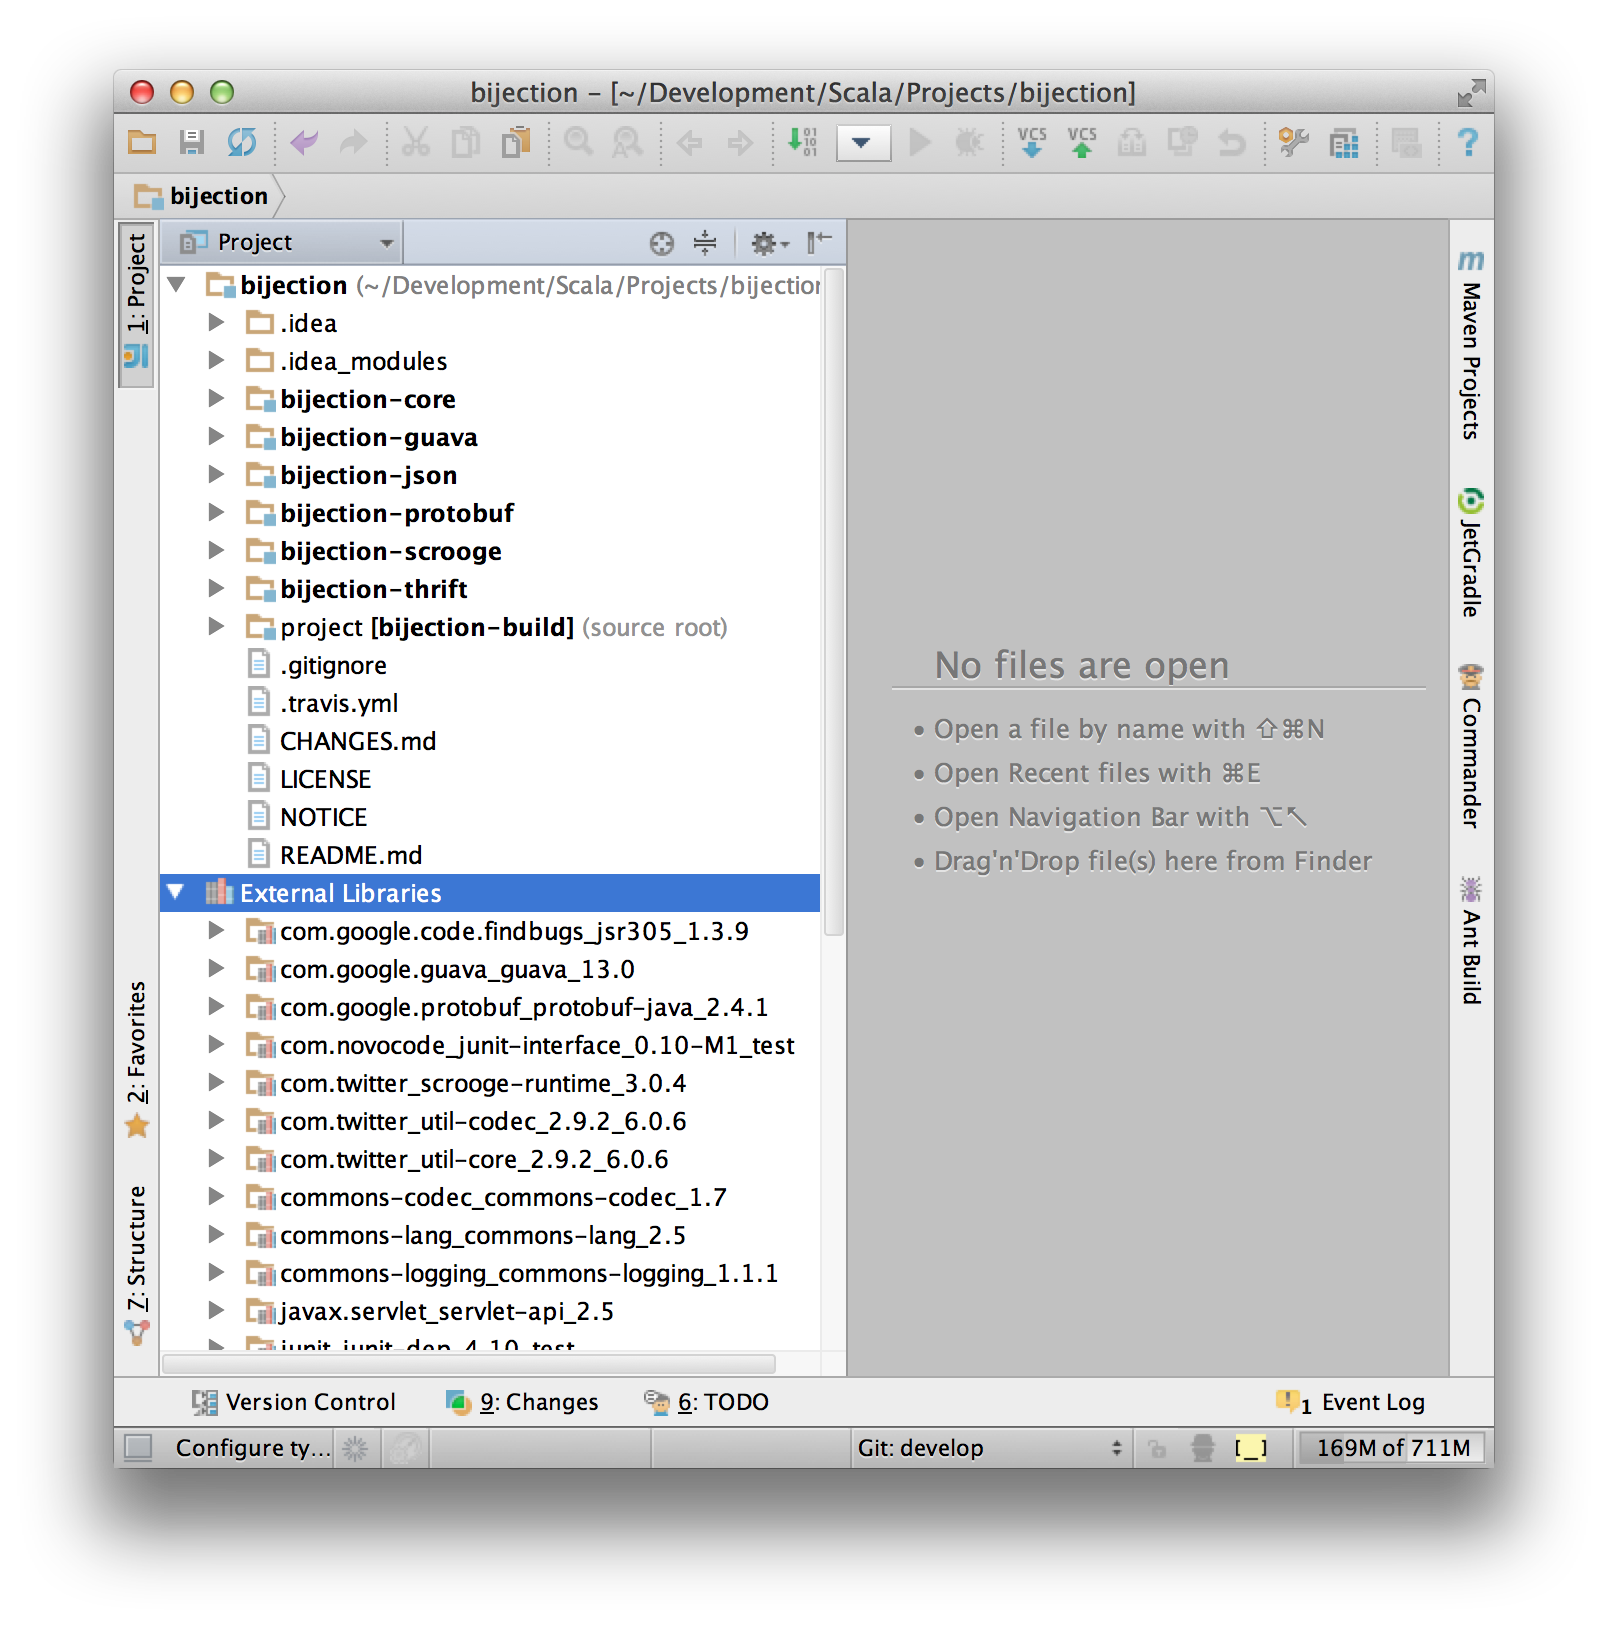 bijection – [~/Development/Scala/Projects/bijection]
01
10
01
VCS
VCS
?
bijection
Project
1: Project
bijection (~/Development/Scala/Projects/bijection
.idea
.idea_modules
bijection-core
bijection-guava
bijection-json
bijection-protobuf
bijection-scrooge
bijection-thrift
project [bijection-build] (source root)
.gitignore
.travis.yml
CHANGES.md
LICENSE
NOTICE
README.md
External Libraries
com.google.code.findbugs_jsr305_1.3.9
com.google.guava_guava_13.0
com.google.protobuf_protobuf-java_2.4.1
com.novocode_junit-interface_0.10-M1_test
com.twitter_scrooge-runtime_3.0.4
com.twitter_util-codec_2.9.2_6.0.6
com.twitter_util-core_2.9.2_6.0.6
commons-codec_commons-codec_1.7
commons-lang_commons-lang_2.5
commons-logging_commons-logging_1.1.1
javax.servlet_servlet-api_2.5
junit_junit-dep_4.10_test
2: Favorites
7: Structure
No files are open
• Open a file by name with ⇧⌘N
• Open Recent files with ⌘E
• Open Navigation Bar with ⌥↖
• Drag'n'Drop file(s) here from Finder
m
Maven Projects
JetGradle
Commander
Ant Build
Version Control
9: Changes
6: TODO
1 Event Log
Configure ty...
Git: develop
[_]
169M of 711M